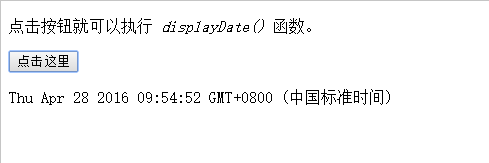 点击按钮就可以执行 displayDate() 函数。
点击这里
Thu Apr 28 2016 09:54:52 GMT+0800 (中国标准时间)